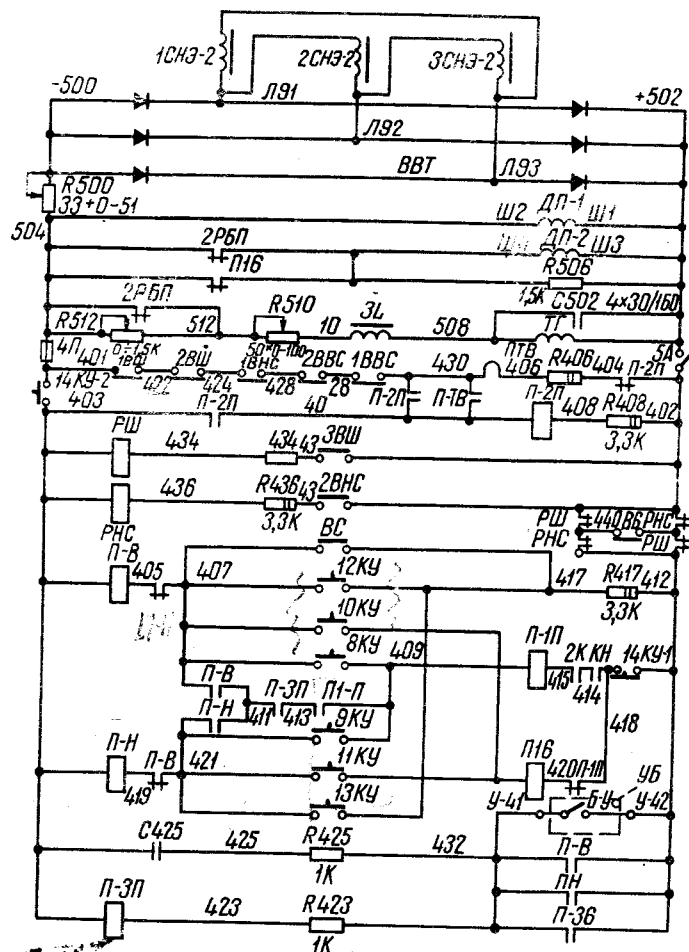 1СНЭ-2 2СНЭ-2 3СНЭ-2
-500 Л91 +502
Л92
ВВТ Л93
R500
33+0-51
Ш2 ДП-1 Ш1
504 2РБП ДП-2 Ш3
П16 R506
1,5К
2РБП С502 4×30/160
R512 512 R510 10 3L 508 ТГ
4П 401 2ВШ 2ВВС 1ВВС 430 ПТВ 406 R406 404 П-2П 5А
422 424 428 28
14КУ-2 403 П-2П 40 П-2П П-1В П-2П 408 R408 402
3,3К
РШ 434 434 43 3ВШ
436 R436 43 2ВНС
РНС 3,3К РШ 440 В6 РНС
П-В ВС РНС РШ
405 407 12КУ 417 R417 412
3,3К
10КУ
8КУ 409 П-1П 2К КН 14КУ-1
П-В 415 414
П-3П П1-П
П-Н 411 413 9КУ 418
П-Н П-В 421 11КУ П16
419 420 П-1П УБ
13КУ У-41 БУ У-42
С425 425 R425 432 П-В
1К
ПН
П-3П 423 R423 П-36
1К